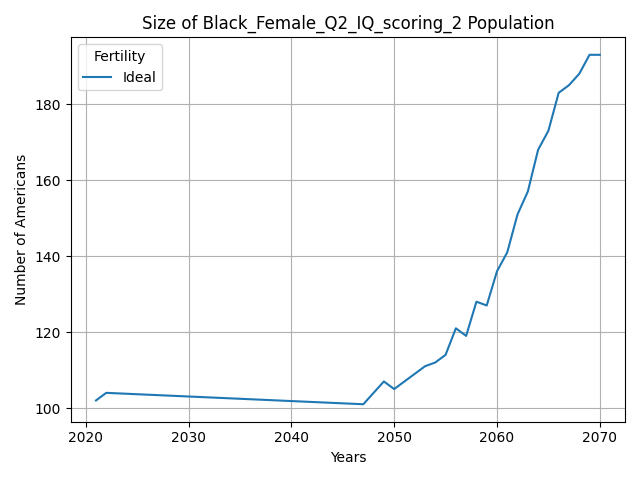 Size of Black_Female_Q2_IQ_scoring_2 Population
Fertility
Ideal
Number of Americans
180
160
140
120
100
2020 2030 2040 2050 2060 2070
Years